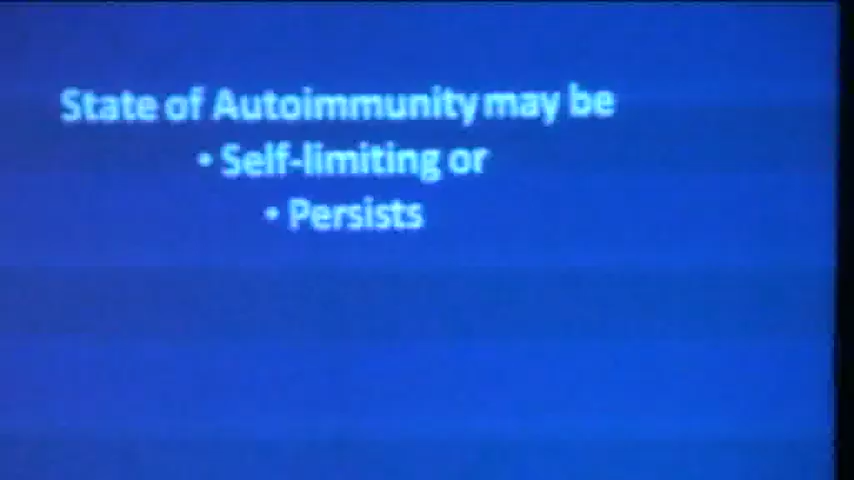 State of Autoimmunity may be
• Self-limiting or
• Persists